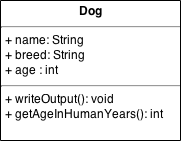 Dog
+ name: String
+ breed: String
+ age : int
+ writeOutput(): void
+ getAgeInHumanYears(): int